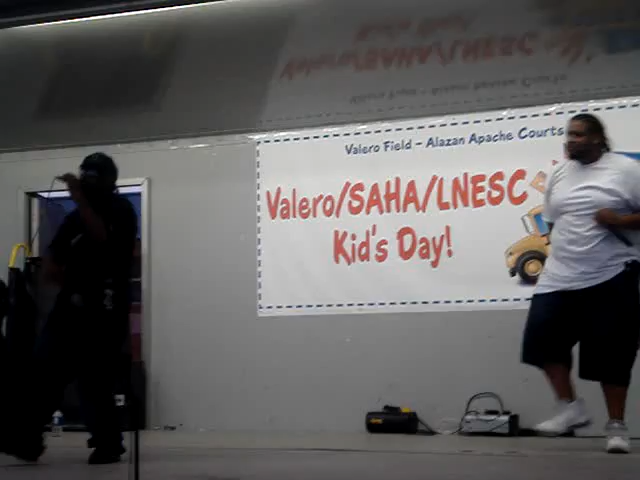 Valero Field - Alazan Apache Courts
Valero/SAHA/LNESC
Kid's Day!